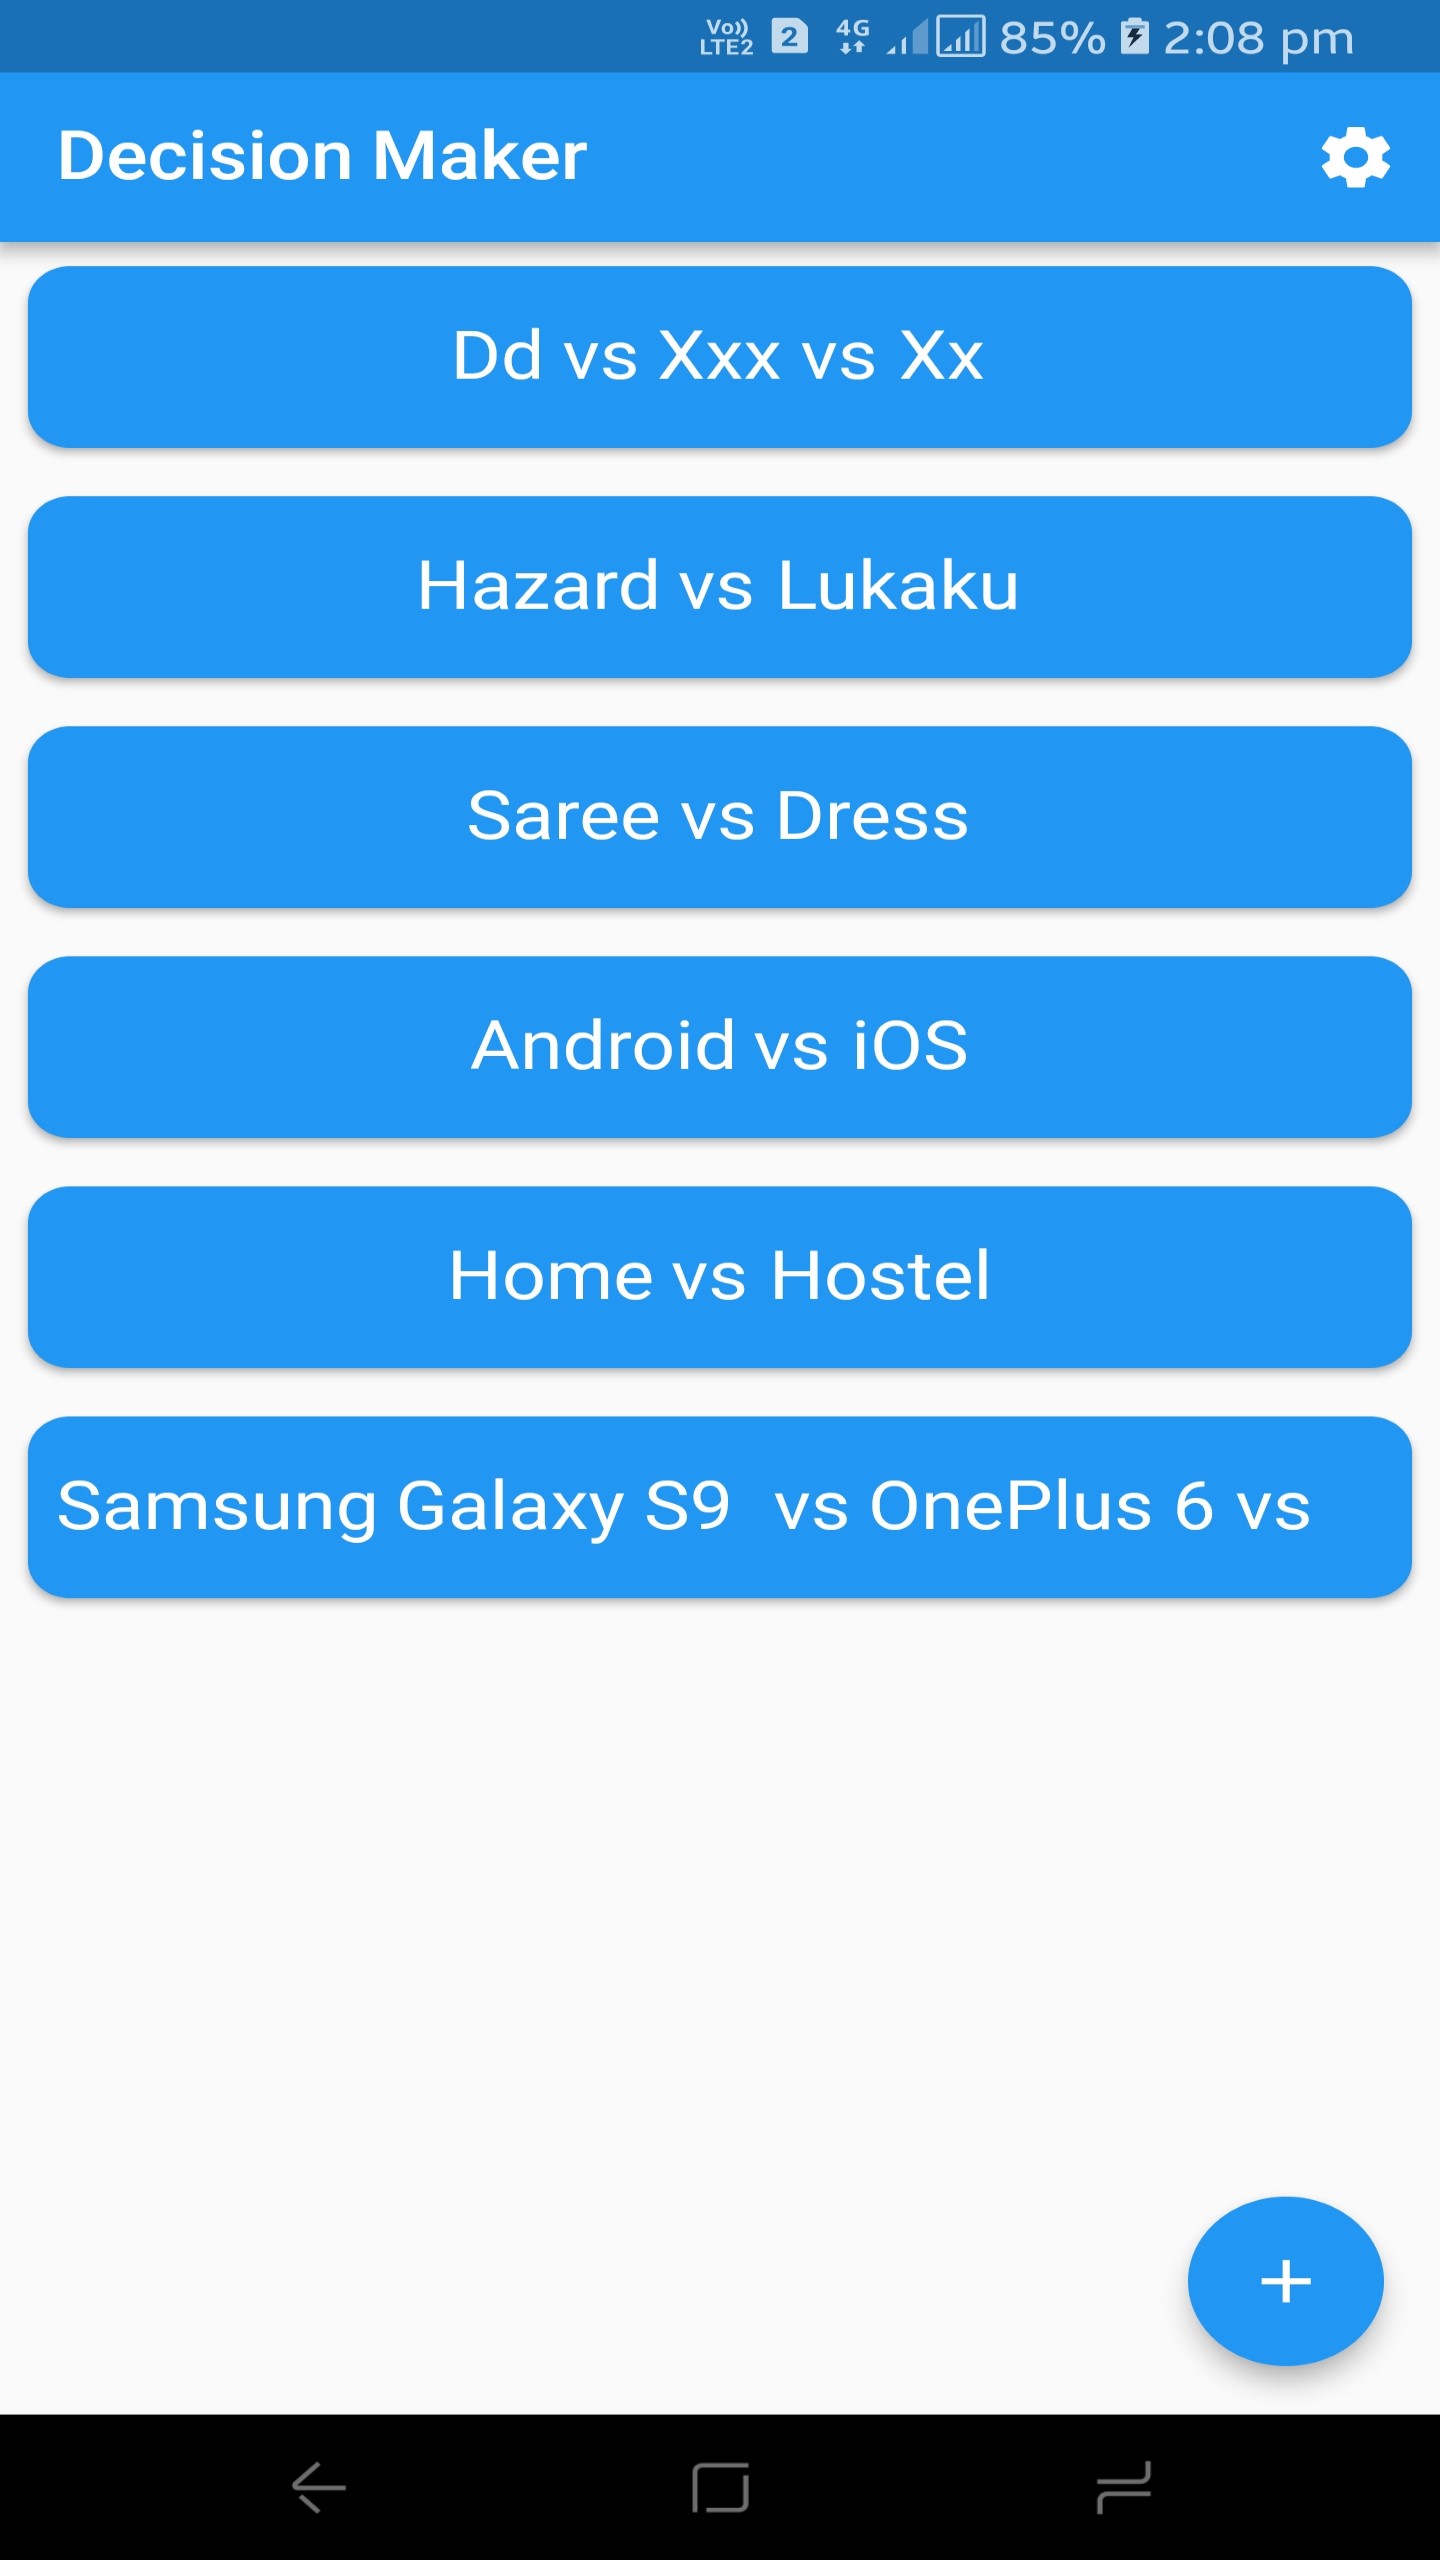 Vo)) LTE2 2 4G 85% 2:08 pm
Decision Maker
Dd vs Xxx vs Xx
Hazard vs Lukaku
Saree vs Dress
Android vs iOS
Home vs Hostel
Samsung Galaxy S9  vs OnePlus 6 vs